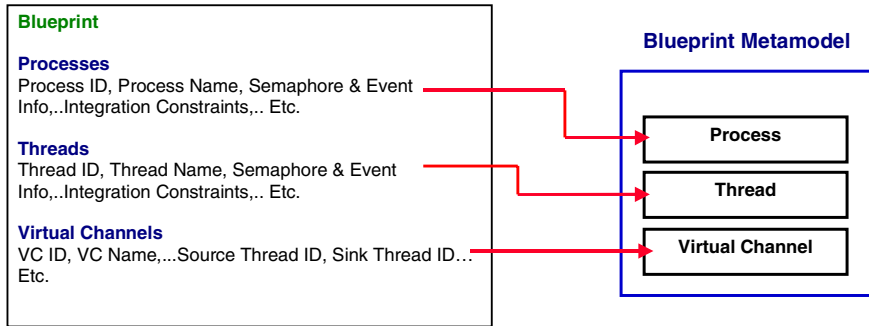 Blueprint
Processes
Process ID, Process Name, Semaphore & Event
Info,..Integration Constraints,.. Etc.
Threads
Thread ID, Thread Name, Semaphore & Event
Info,..Integration Constraints,.. Etc.
Virtual Channels
VC ID, VC Name,...Source Thread ID, Sink Thread ID…
Etc.
Blueprint Metamodel
Process
Thread
Virtual Channel